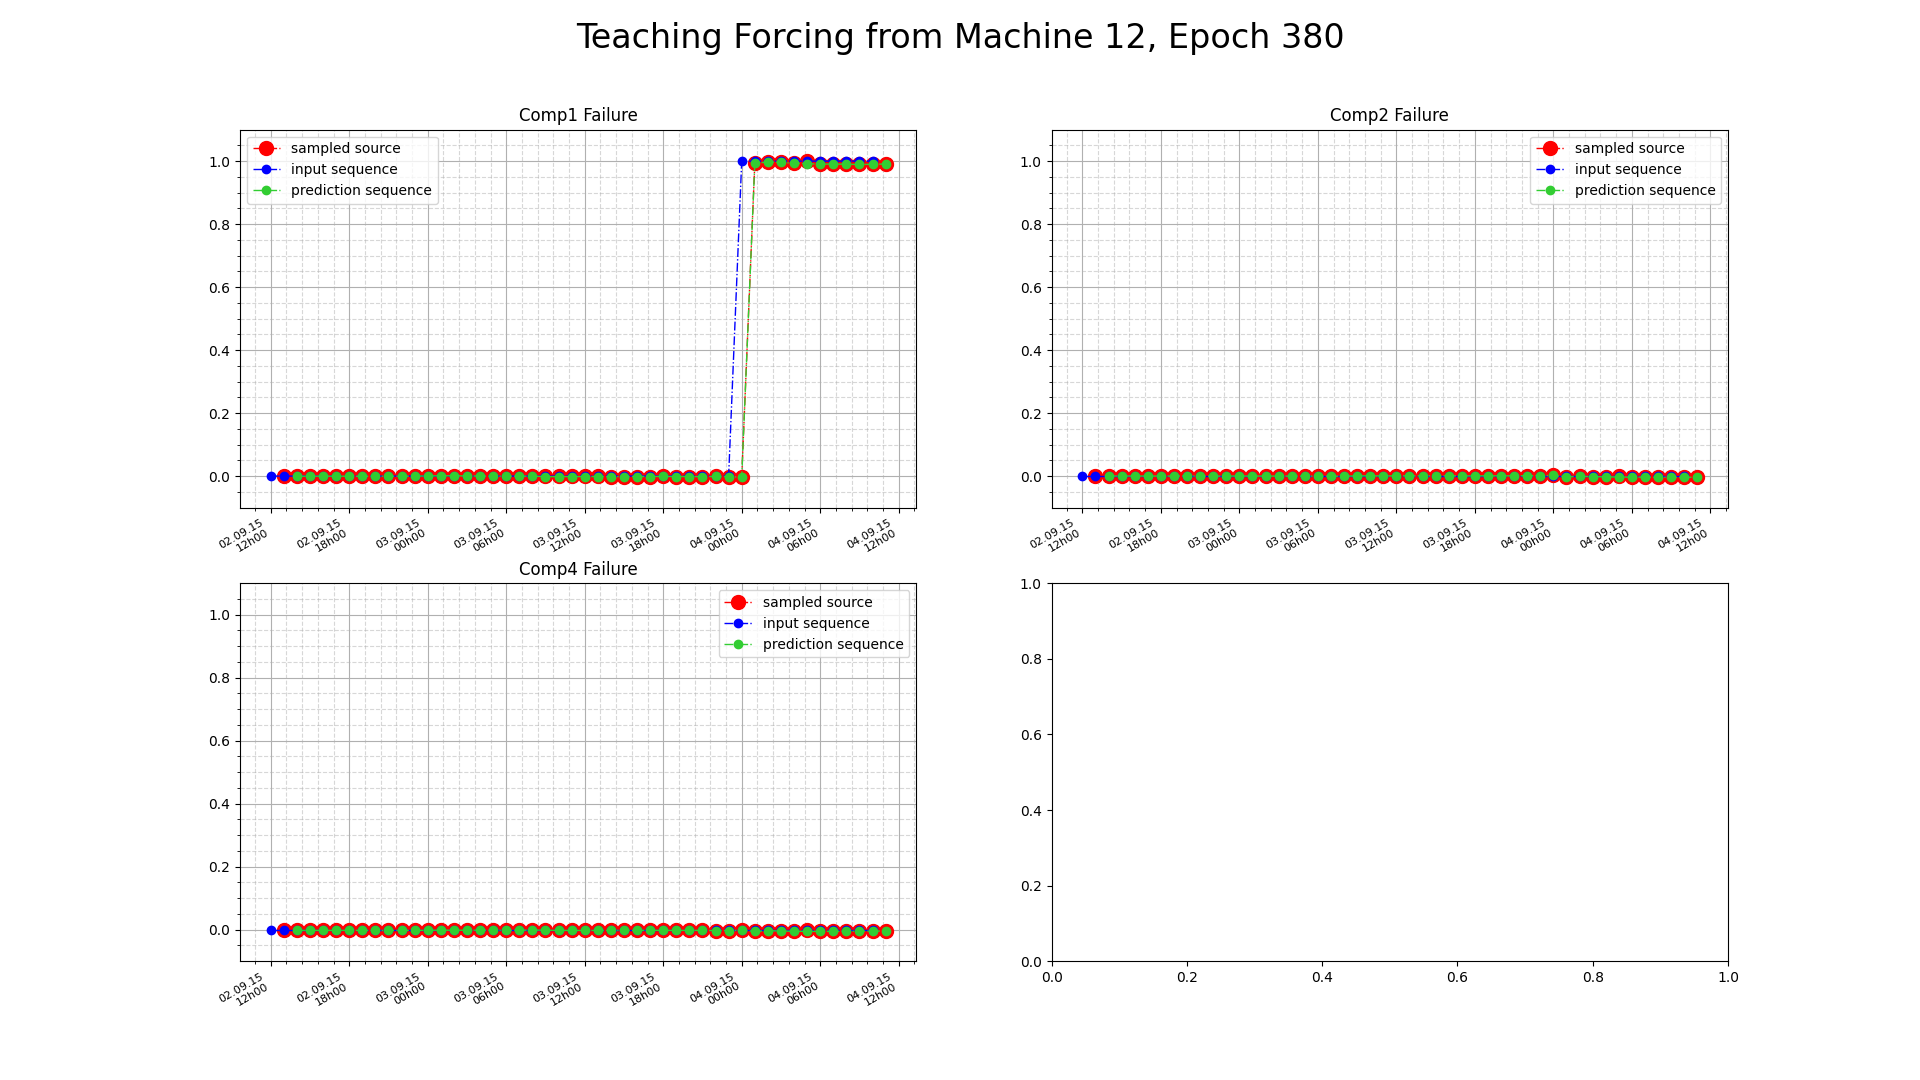 Teaching Forcing from Machine 12, Epoch 380
Comp1 Failure
sampled source
input sequence
prediction sequence
1.0
0.8
0.6
0.4
0.2
0.0
02.09.15
12h00
02.09.15
18h00
03.09.15
00h00
03.09.15
06h00
03.09.15
12h00
03.09.15
18h00
04.09.15
00h00
04.09.15
06h00
04.09.15
12h00
Comp2 Failure
sampled source
input sequence
prediction sequence
1.0
0.8
0.6
0.4
0.2
0.0
02.09.15
12h00
02.09.15
18h00
03.09.15
00h00
03.09.15
06h00
03.09.15
12h00
03.09.15
18h00
04.09.15
00h00
04.09.15
06h00
04.09.15
12h00
Comp4 Failure
sampled source
input sequence
prediction sequence
1.0
0.8
0.6
0.4
0.2
0.0
02.09.15
12h00
02.09.15
18h00
03.09.15
00h00
03.09.15
06h00
03.09.15
12h00
03.09.15
18h00
04.09.15
00h00
04.09.15
06h00
04.09.15
12h00
1.0
0.8
0.6
0.4
0.2
0.0
0.0 0.2 0.4 0.6 0.8 1.0